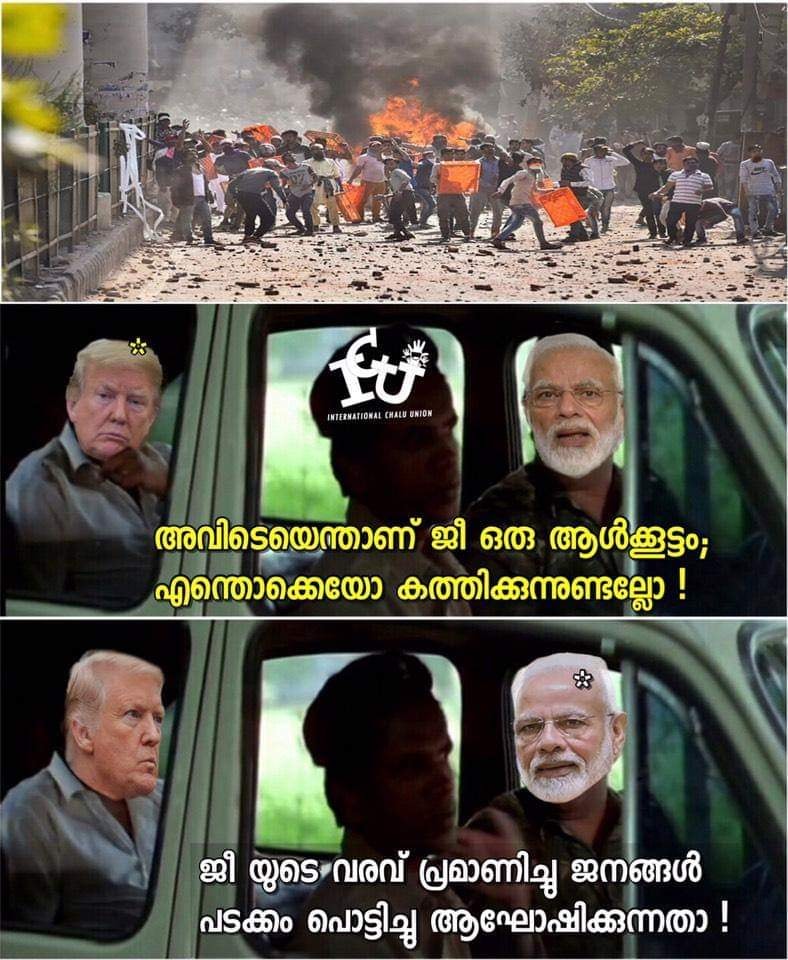 ICU
INTERNATIONAL CHALU UNION
അവിടെയെന്താണ് ജീ ഒരു ആൾക്കൂട്ടം;
എന്തൊക്കെയോ കത്തിക്കുന്നുണ്ടല്ലോ !
ജീ യുടെ വരവ് പ്രമാണിച്ചു ജനങ്ങൾ
പടക്കം പൊട്ടിച്ചു ആഘോഷിക്കുന്നതാ !